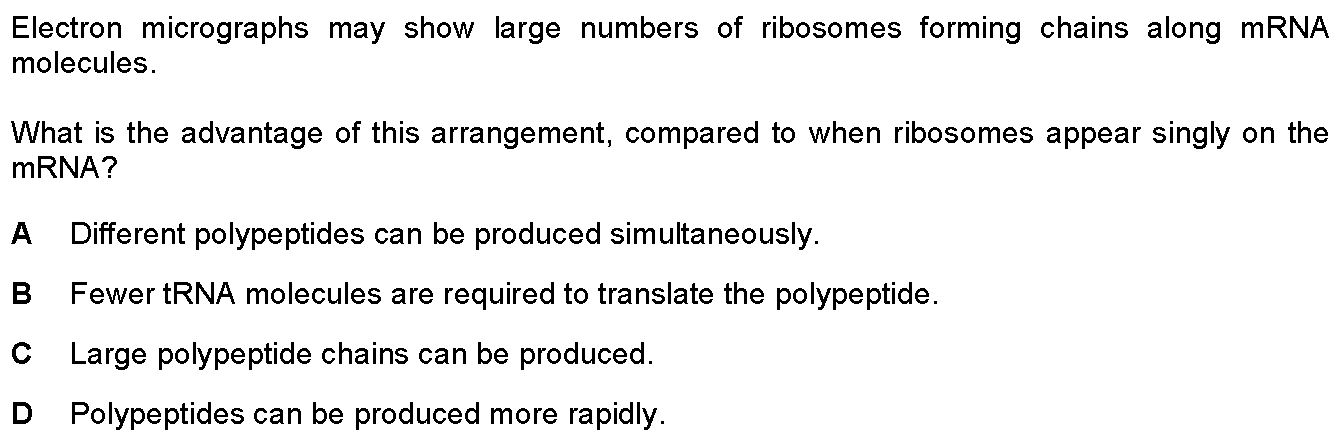 Electron micrographs may show large numbers of ribosomes forming chains along mRNA
molecules.
What is the advantage of this arrangement, compared to when ribosomes appear singly on the
mRNA?
A Different polypeptides can be produced simultaneously.
B Fewer tRNA molecules are required to translate the polypeptide.
C Large polypeptide chains can be produced.
D Polypeptides can be produced more rapidly.